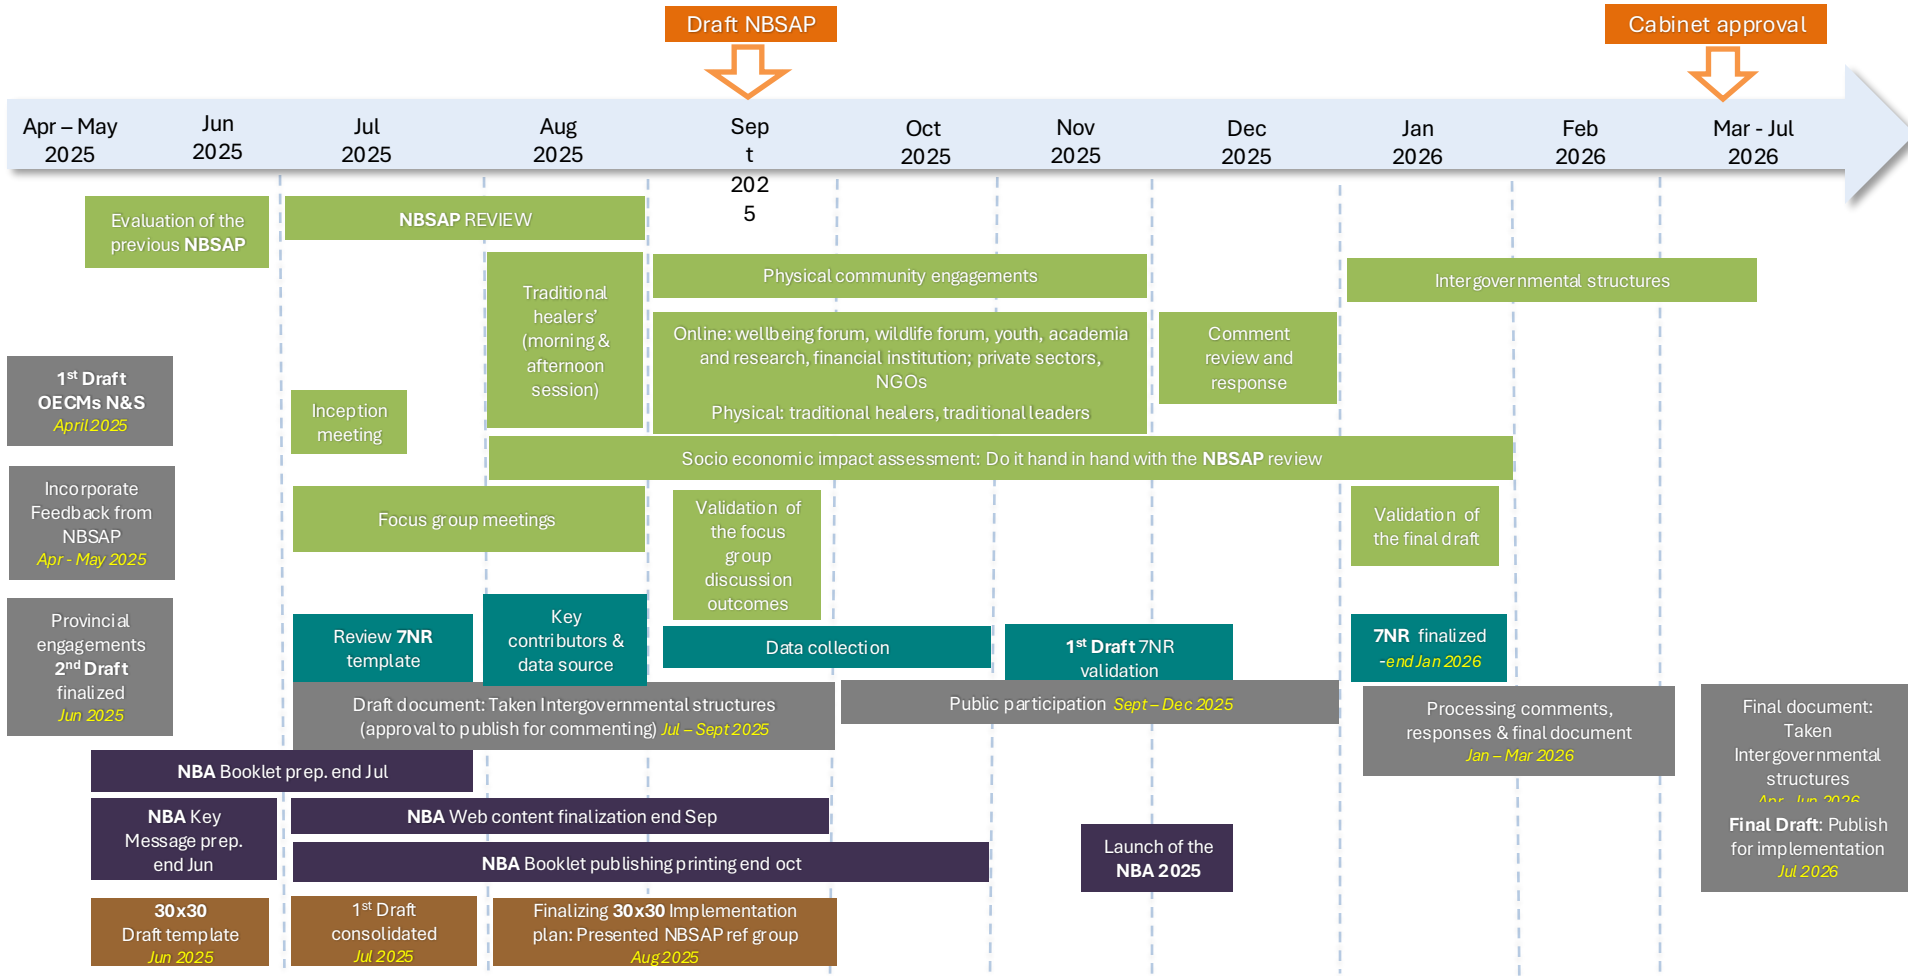 Draft NBSAP
Cabinet approval
Apr – May
2025
Jun
2025
Jul
2025
Aug
2025
Sep
t
202
5
Oct
2025
Nov
2025
Dec
2025
Jan
2026
Feb
2026
Mar - Jul
2026
Evaluation of the
previous NBSAP
NBSAP REVIEW
Traditional
healers’
(morning &
afternoon
session)
Physical community engagements
Intergovernmental structures
Online: wellbeing forum, wildlife forum, youth, academia
and research, financial institution; private sectors,
NGOs
Physical: traditional healers, traditional leaders
Comment
review and
response
1st Draft
OECMs N&S
April 2025
Inception
meeting
Socio economic impact assessment: Do it hand in hand with the NBSAP review
Incorporate
Feedback from
NBSAP
Apr - May 2025
Focus group meetings
Validation of
the focus
group
discussion
outcomes
Validation of
the final draft
Provincial
engagements
2nd Draft
finalized
Jun 2025
Review 7NR
template
Key
contributors &
data source
Data collection
1st Draft 7NR
validation
7NR finalized
-end Jan 2026
Draft document: Taken Intergovernmental structures
(approval to publish for commenting) Jul – Sept 2025
Public participation Sept – Dec 2025
Processing comments,
responses & final document
Jan – Mar 2026
Final document:
Taken
Intergovernmental
structures
Apr - Jun 2026
Final Draft: Publish
for implementation
Jul 2026
NBA Booklet prep. end Jul
NBA Key
Message prep.
end Jun
NBA Web content finalization end Sep
NBA Booklet publishing printing end oct
Launch of the
NBA 2025
30x30
Draft template
Jun 2025
1st Draft
consolidated
Jul 2025
Finalizing 30x30 Implementation
plan: Presented NBSAP ref group
Aug 2025